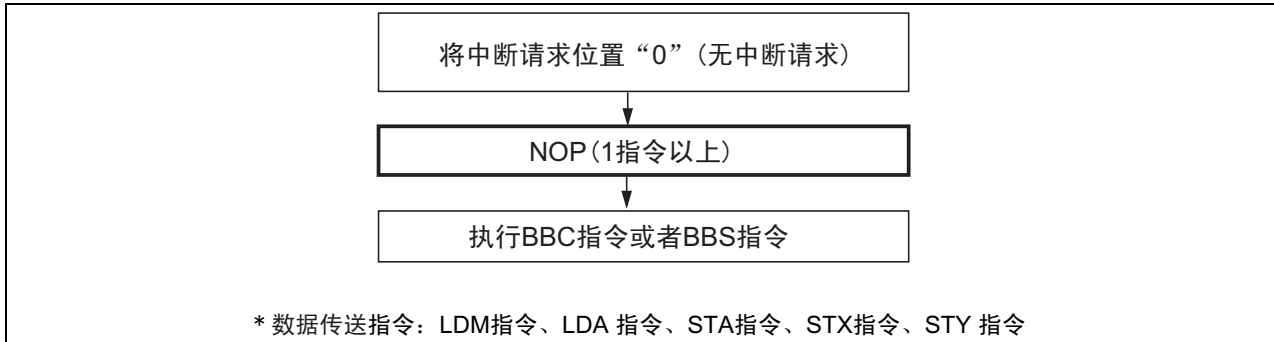 将中断请求位置“0”(无中断请求)
NOP(1指令以上)
执行BBC指令或者BBS指令
* 数据传送指令：LDM指令、LDA 指令、STA指令、STX指令、STY 指令